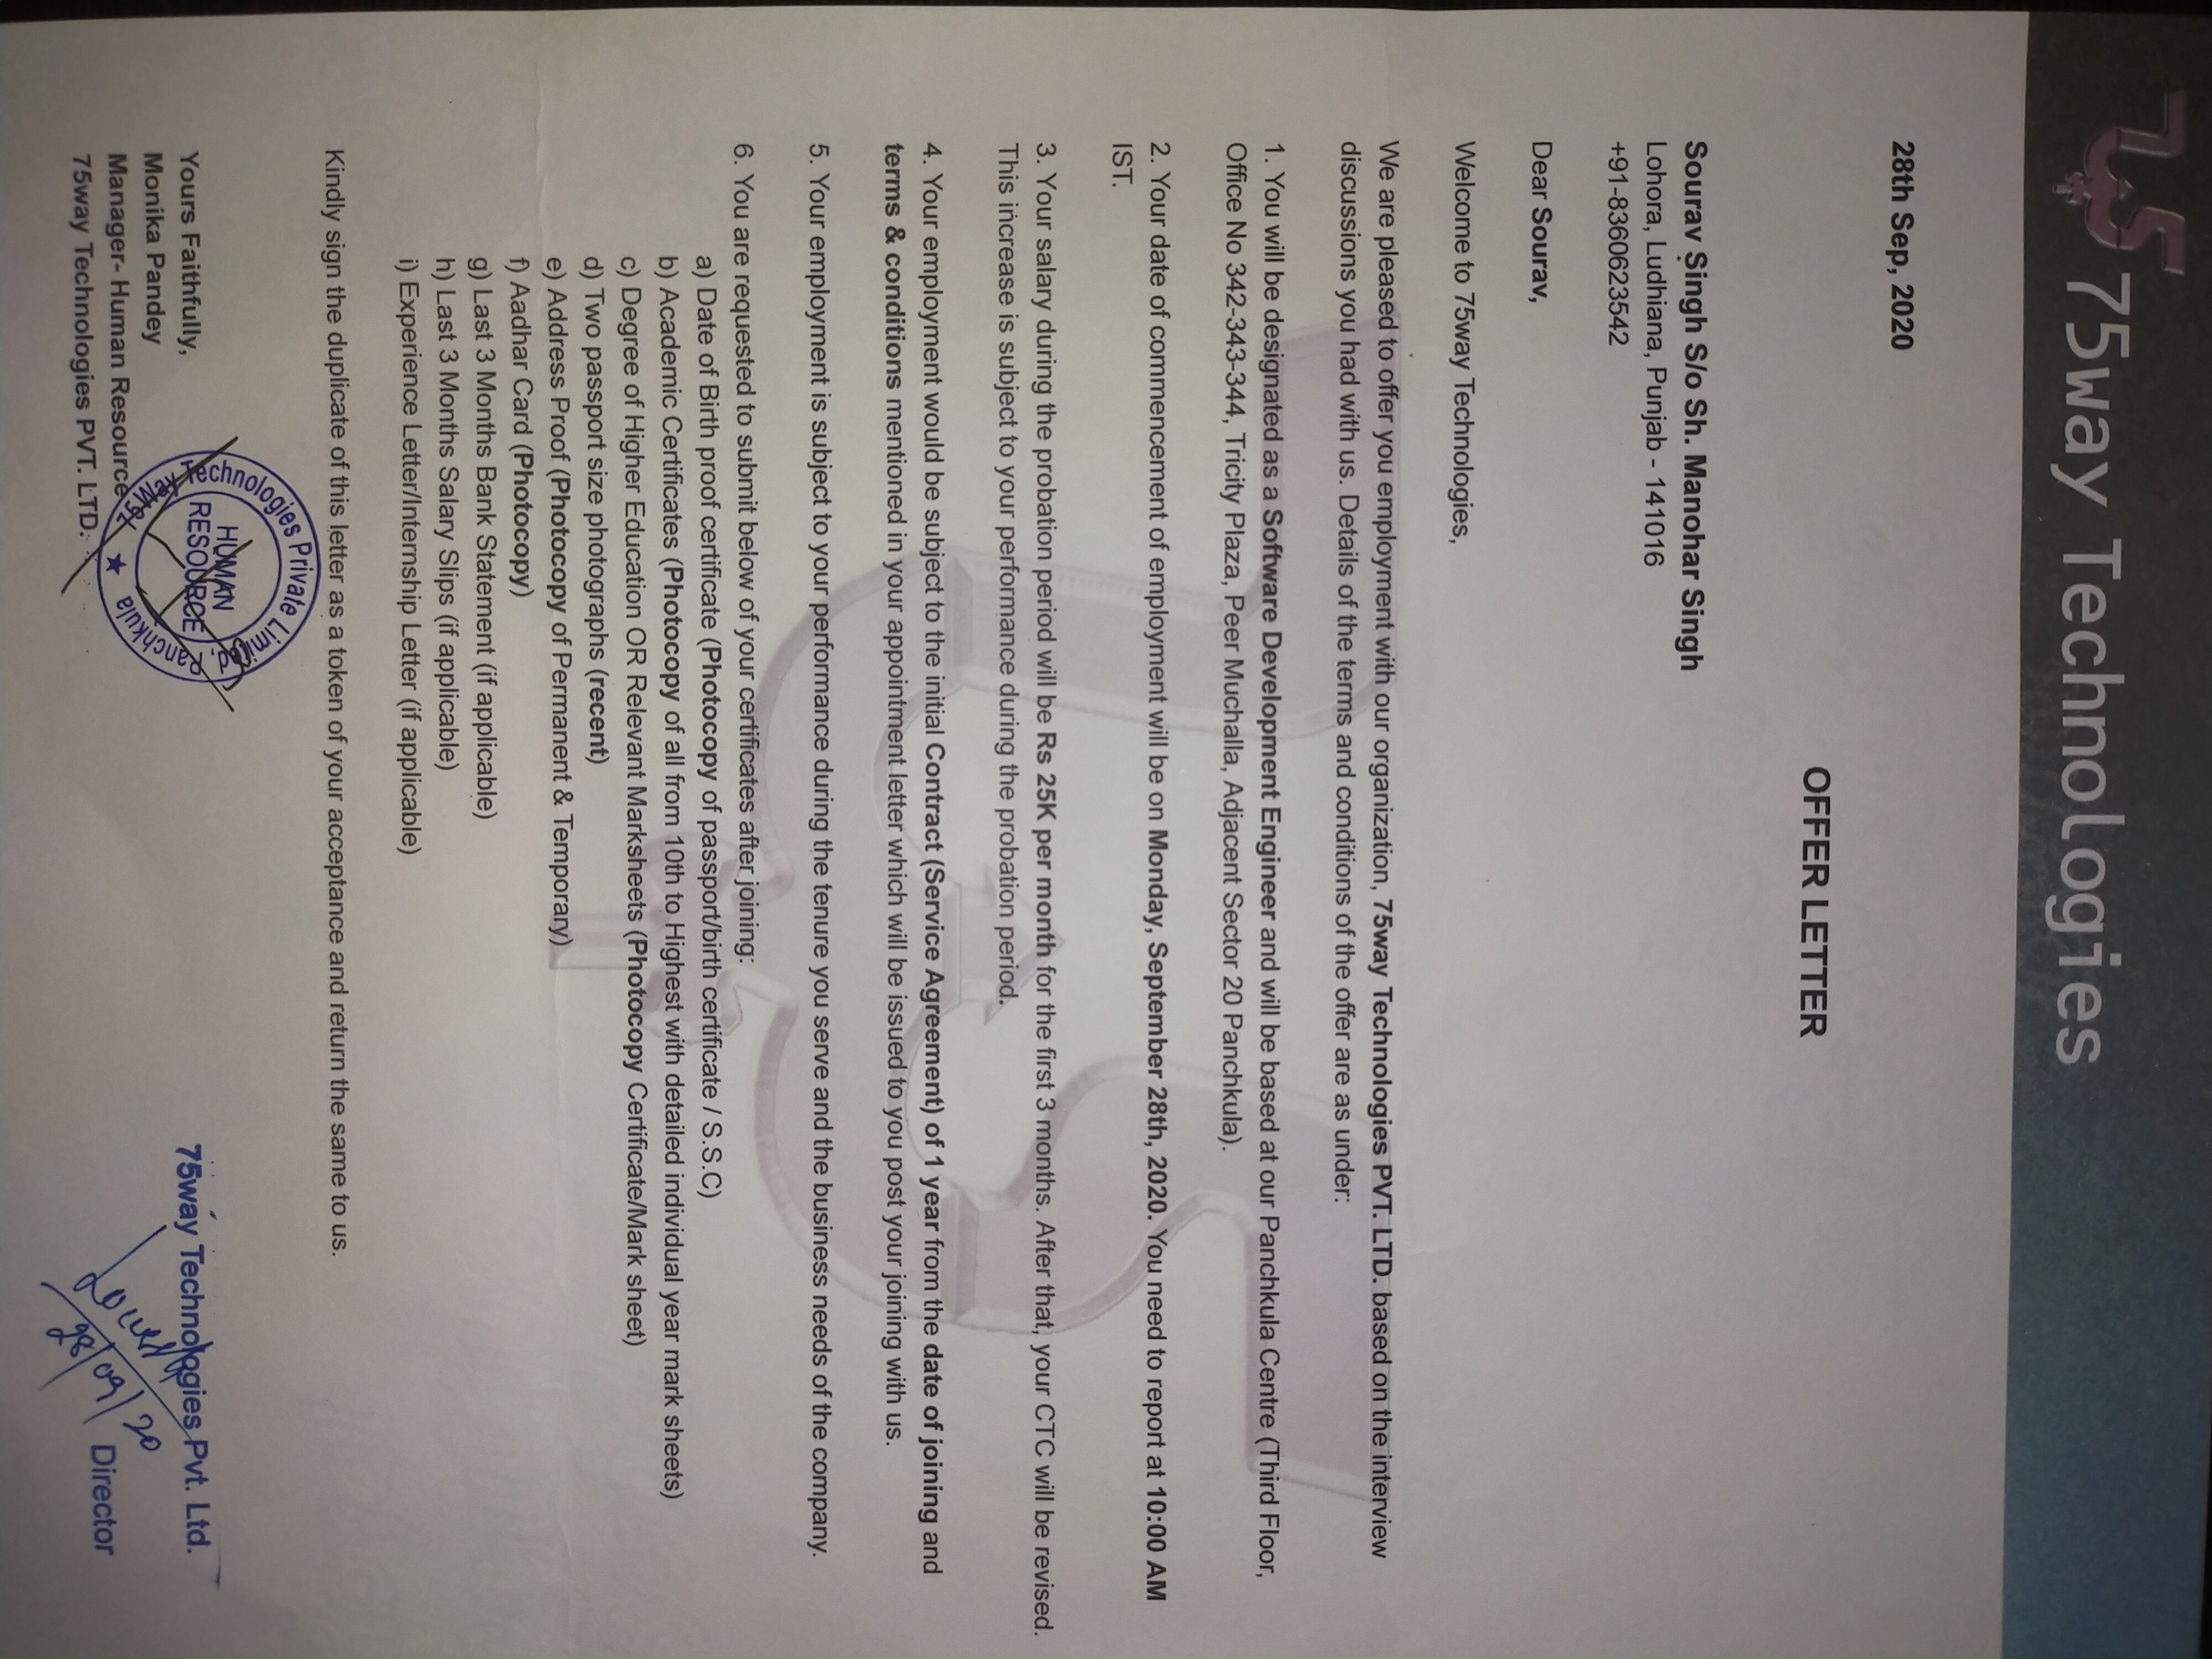 75way Technologies
28th Sep, 2020
OFFER LETTER
Sourav Singh S/o Sh. Manohar Singh
Lohora, Ludhiana, Punjab - 141016
+91-8360623542
Dear Sourav,
Welcome to 75way Technologies,
We are pleased to offer you employment with our organization, 75way Technologies PVT. LTD. based on the interview
discussions you had with us. Details of the terms and conditions of the offer are as under:
1. You will be designated as a Software Development Engineer and will be based at our Panchkula Centre (Third Floor,
Office No 342-343-344, Tricity Plaza, Peer Muchalla, Adjacent Sector 20 Panchkula).
2. Your date of commencement of employment will be on Monday, September 28th, 2020. You need to report at 10:00 AM
IST.
3. Your salary during the probation period will be Rs 25K per month for the first 3 months. After that, your CTC will be revised.
This increase is subject to your performance during the probation period.
4. Your employment would be subject to the initial Contract (Service Agreement) of 1 year from the date of joining and
terms & conditions mentioned in your appointment letter which will be issued to you post your joining with us.
5. Your employment is subject to your performance during the tenure you serve and the business needs of the company.
6. You are requested to submit below of your certificates after joining:
a) Date of Birth proof certificate (Photocopy of passport/birth certificate / S.S.C)
b) Academic Certificates (Photocopy of all from 10th to Highest with detailed individual year mark sheets)
c) Degree of Higher Education OR Relevant Marksheets (Photocopy Certificate/Mark sheet)
d) Two passport size photographs (recent)
e) Address Proof (Photocopy of Permanent & Temporary)
f) Aadhar Card (Photocopy)
g) Last 3 Months Bank Statement (if applicable)
h) Last 3 Months Salary Slips (if applicable)
i) Experience Letter/Internship Letter (if applicable)
Kindly sign the duplicate of this letter as a token of your acceptance and return the same to us.
Yours Faithfully,
Monika Pandey
Manager- Human Resource
75way Technologies PVT. LTD.
75Way Technologies Private Limited, Panchkula
HUMAN
RESOURCE
75way Technologies Pvt. Ltd.
28/09/20
Director